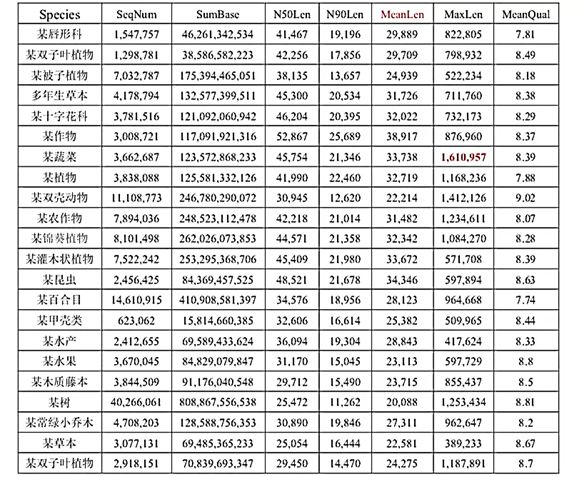 Species SeqNum SumBase N50Len N90Len MeanLen MaxLen MeanQual
某唇形科 1,547,757 46,261,342,534 41,467 19,196 29,889 822,805 7.81
某双子叶植物 1,298,781 38,586,582,223 42,256 17,856 29,709 798,932 8.49
某被子植物 7,032,787 175,394,465,051 38,135 13,657 24,939 522,234 8.18
多年生草本 4,178,794 132,577,399,511 45,300 20,534 31,726 711,760 8.38
某十字花科 3,781,516 121,092,060,942 46,204 20,395 32,022 732,173 8.29
某作物 3,008,721 117,091,921,316 52,867 25,689 38,917 876,960 8.37
某蔬菜 3,662,687 123,572,868,233 45,754 21,346 33,738 1,610,957 8.39
某植物 3,838,088 125,581,332,126 41,990 22,460 32,719 1,168,236 7.88
某双壳动物 11,108,773 246,780,290,072 30,945 12,620 22,214 1,412,126 9.02
某农作物 7,894,036 248,523,112,478 42,218 21,014 31,482 1,234,611 8.07
某锦葵植物 8,101,498 262,026,073,853 44,571 21,358 32,342 1,084,270 8.28
某灌木状植物 7,522,242 253,295,368,706 45,409 21,980 33,672 571,708 8.39
某昆虫 2,456,425 84,369,457,525 48,521 21,678 34,346 597,894 8.63
某百合目 14,610,915 410,908,581,397 34,576 18,956 28,123 964,668 7.74
某甲壳类 623,062 15,814,660,385 32,606 16,614 25,382 509,965 8.44
某水产 2,412,655 69,589,433,624 36,094 19,304 28,843 417,624 8.33
某水果 3,670,045 84,829,079,847 31,170 15,045 23,113 597,729 8.8
某木质藤本 3,844,509 91,176,040,548 29,712 15,490 23,715 855,437 8.5
某树 40,266,061 808,867,556,538 25,472 11,262 20,088 1,253,434 8.81
某常绿小乔木 4,708,203 128,588,756,353 30,890 19,846 27,311 962,647 8.2
某草本 3,077,131 69,485,365,233 25,054 16,444 22,581 389,233 8.67
某双子叶植物 2,918,151 70,839,693,347 29,450 14,470 24,275 1,187,891 8.7